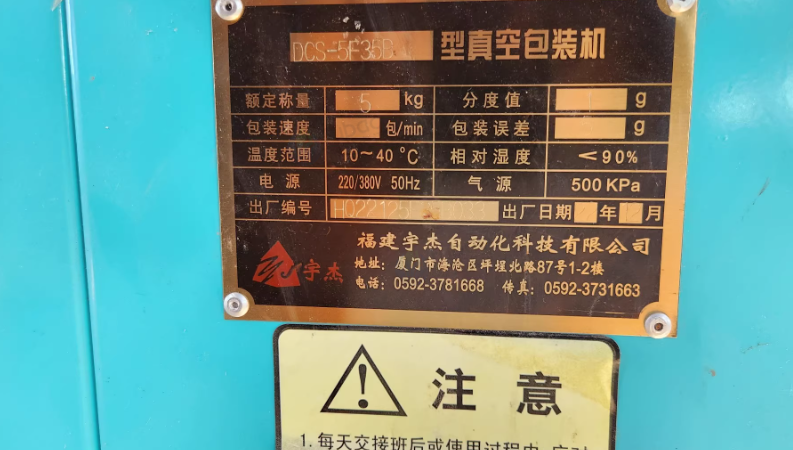 DCS-5F35B 型真空包装机
额定称量 5 kg 分度值 1 g
包装速度 包/min 包装误差 g
温度范围 10～40℃ 相对湿度 ＜90%
电源 220/380V 50Hz 气源 500KPa
出厂编号 出厂日期 年 月
福建宇杰自动化科技有限公司
宇杰 地址：厦门市海沧区坪埕北路87号1-2楼
电话：0592-3781668 传真：0592-3731663
注意
1.每天交接班后或使用过程中